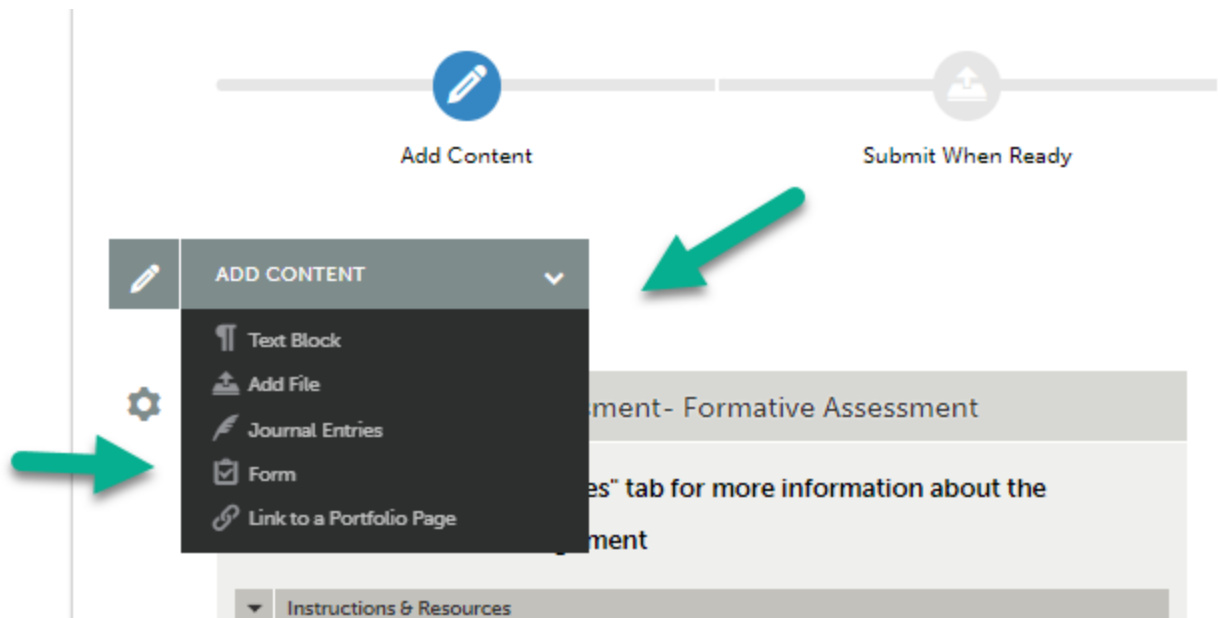 Add Content
Submit When Ready
ADD CONTENT
Text Block
Add File
Journal Entries
Form
Link to a Portfolio Page
sment- Formative Assessment
es" tab for more information about the
ment
Instructions & Resources